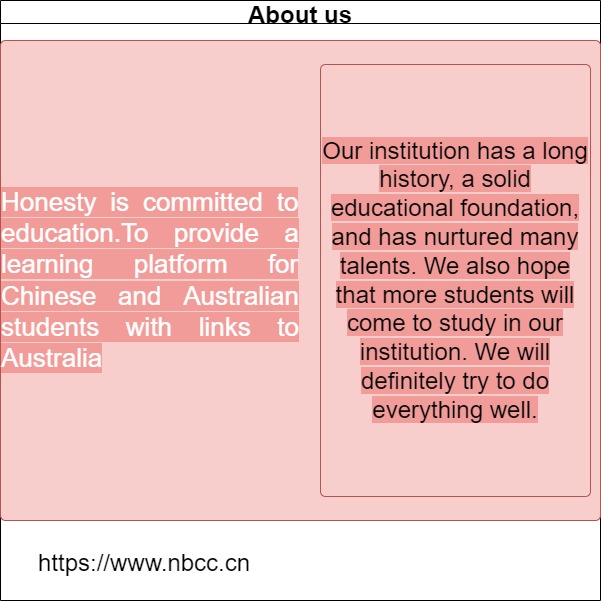 About us
Honesty is committed to
education.To provide a
learning platform for
Chinese and Australian
students with links to
Australia
Our institution has a long
history, a solid
educational foundation,
and has nurtured many
talents. We also hope
that more students will
come to study in our
institution. We will
definitely try to do
everything well.
https://www.nbcc.cn